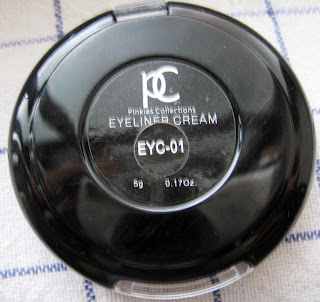 PC
Pinkies Collections
EYELINER CREAM
EYC-01
5g 0.17Oz.